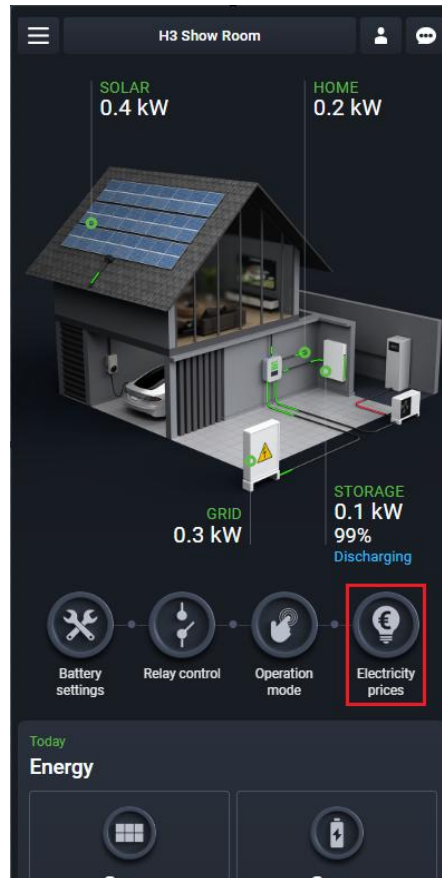 H3 Show Room
SOLAR
0.4 kW
HOME
0.2 kW
GRID
0.3 kW
STORAGE
0.1 kW
99%
Discharging
Battery
settings
Relay control
Operation
mode
Electricity
prices
Today
Energy